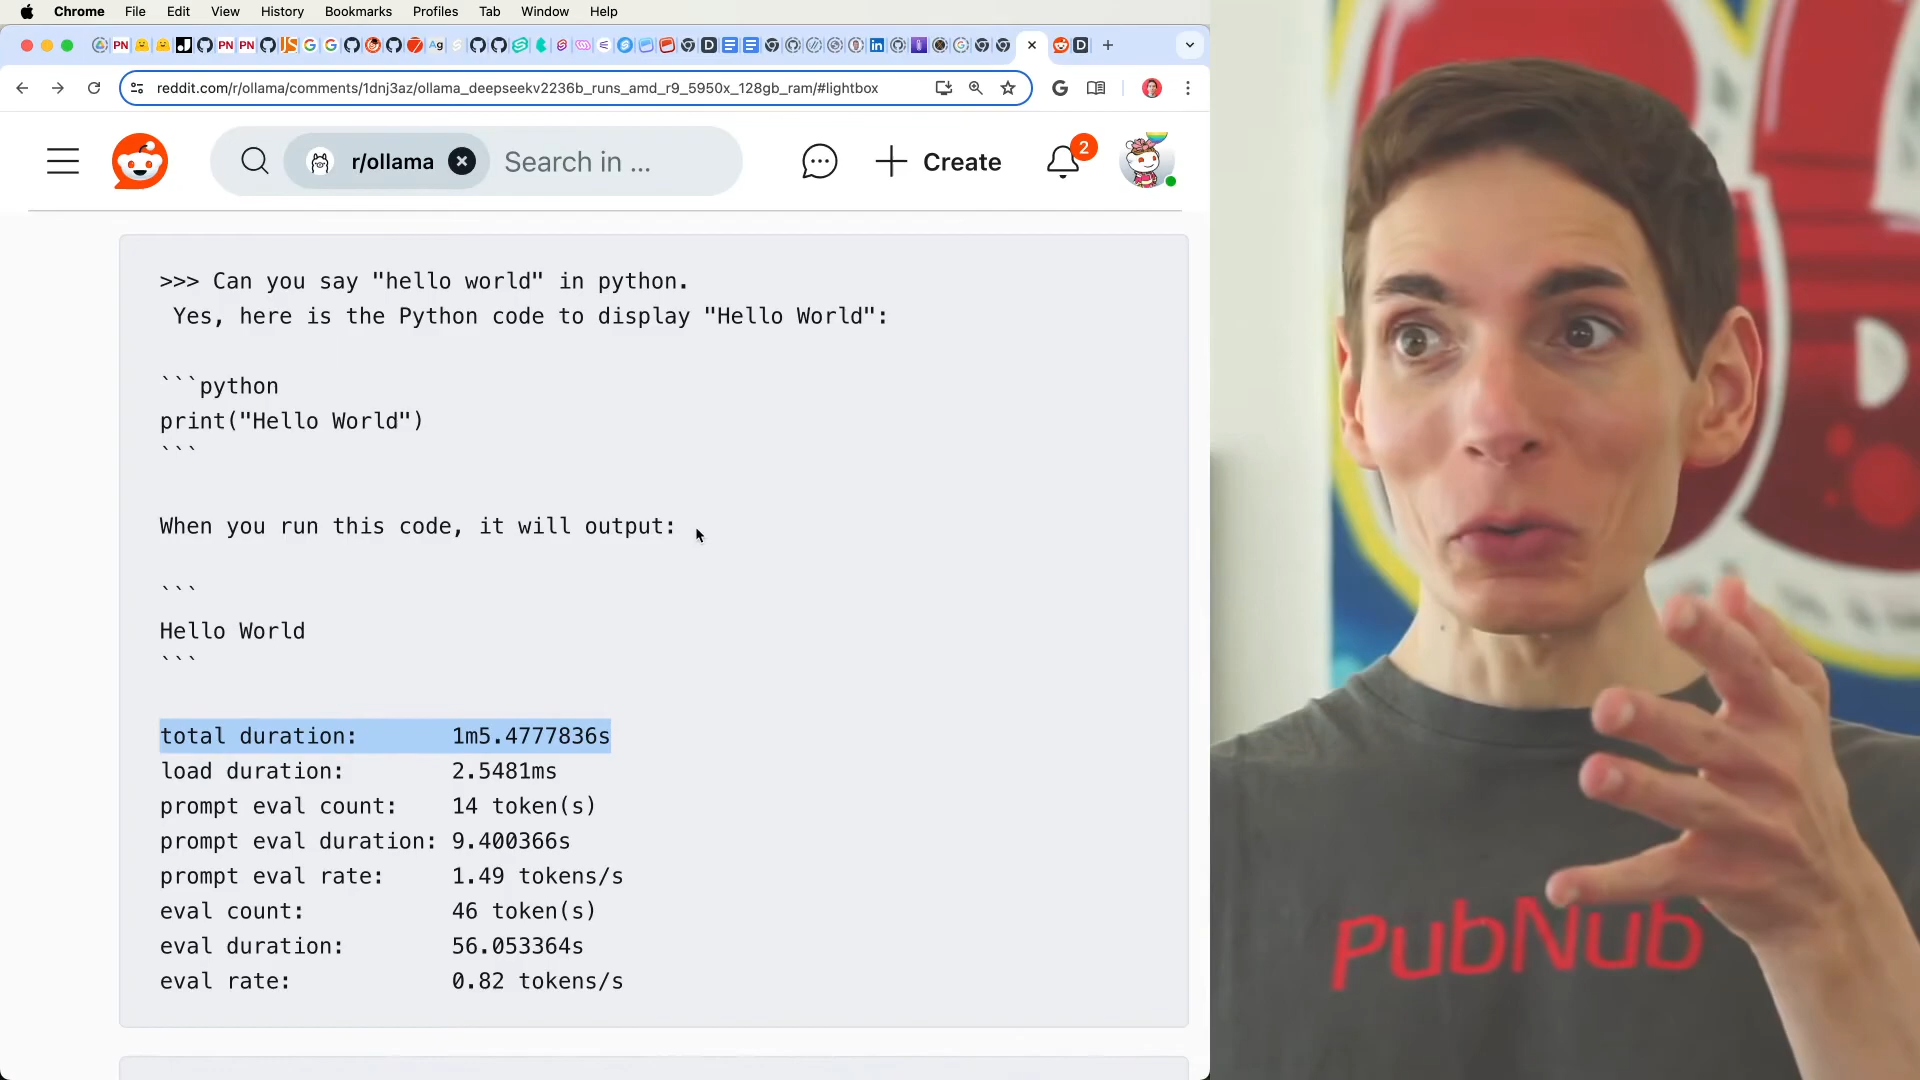 Chrome File Edit View History Bookmarks Profiles Tab Window Help
reddit.com/r/ollama/comments/1dnj3az/ollama_deepseekv2236b_runs_amd_r9_5950x_128gb_ram/#lightbox
r/ollama Search in ... Create 2
>>> Can you say "hello world" in python.
Yes, here is the Python code to display "Hello World":
```python
print("Hello World")
```
When you run this code, it will output:
```
Hello World
```
total duration: 1m5.4777836s
load duration: 2.5481ms
prompt eval count: 14 token(s)
prompt eval duration: 9.400366s
prompt eval rate: 1.49 tokens/s
eval count: 46 token(s)
eval duration: 56.053364s
eval rate: 0.82 tokens/s
PubNub